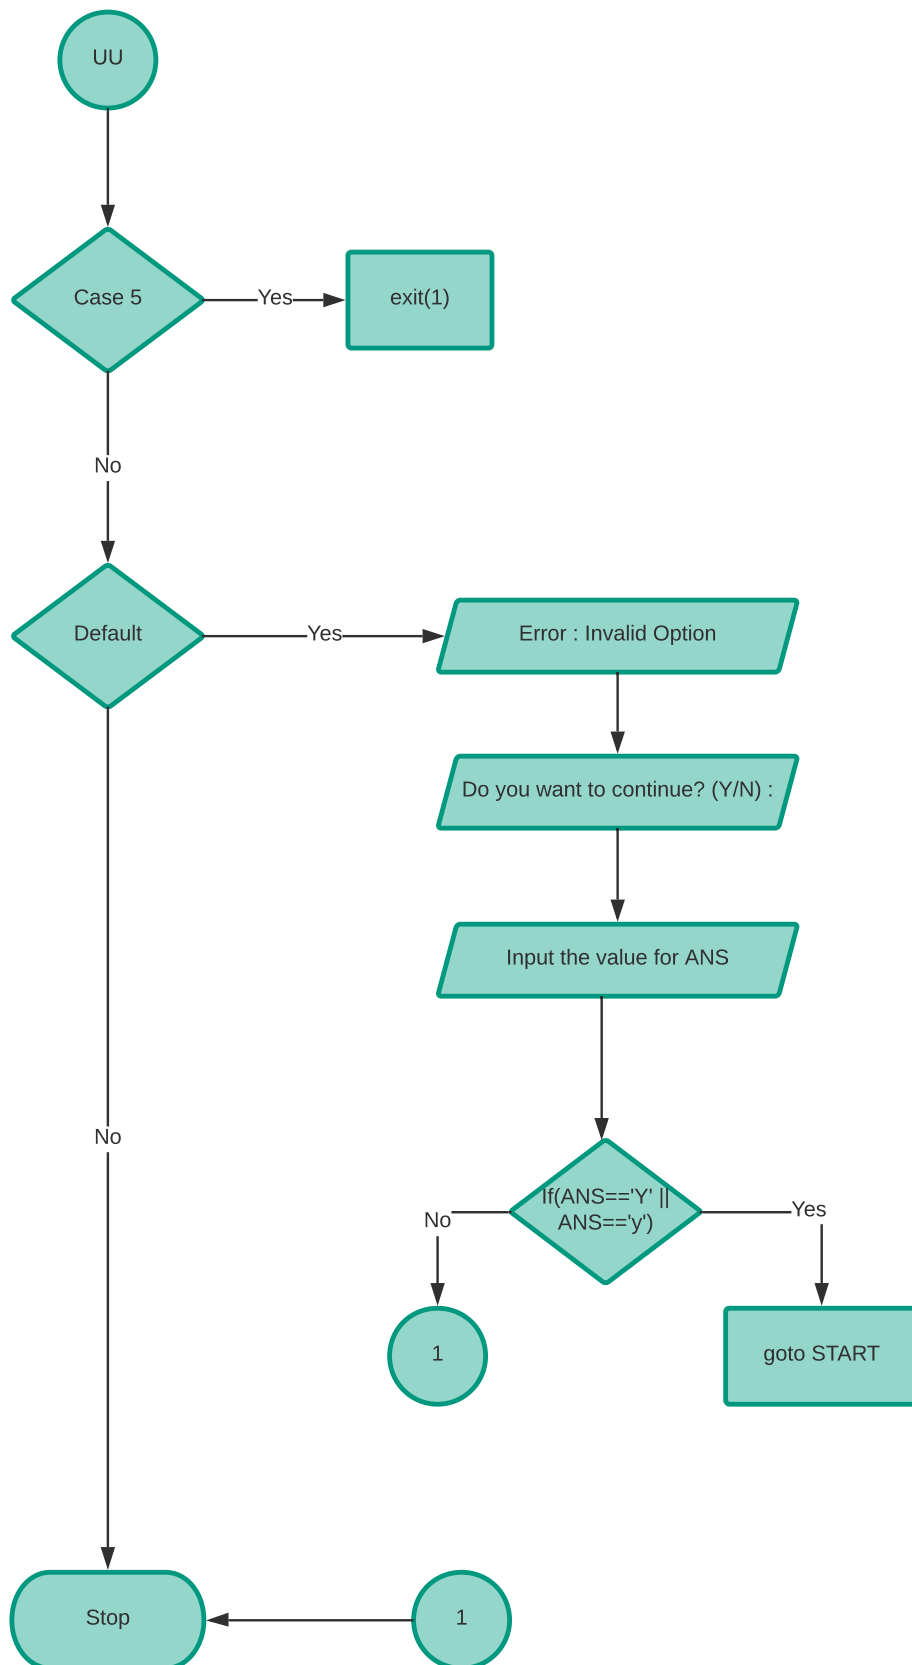 UU
Case 5
Yes
exit(1)
No
Default
Yes
Error : Invalid Option
Do you want to continue? (Y/N) :
Input the value for ANS
No
If(ANS=='Y' ||
ANS=='y')
Yes
No
1
goto START
Stop
1